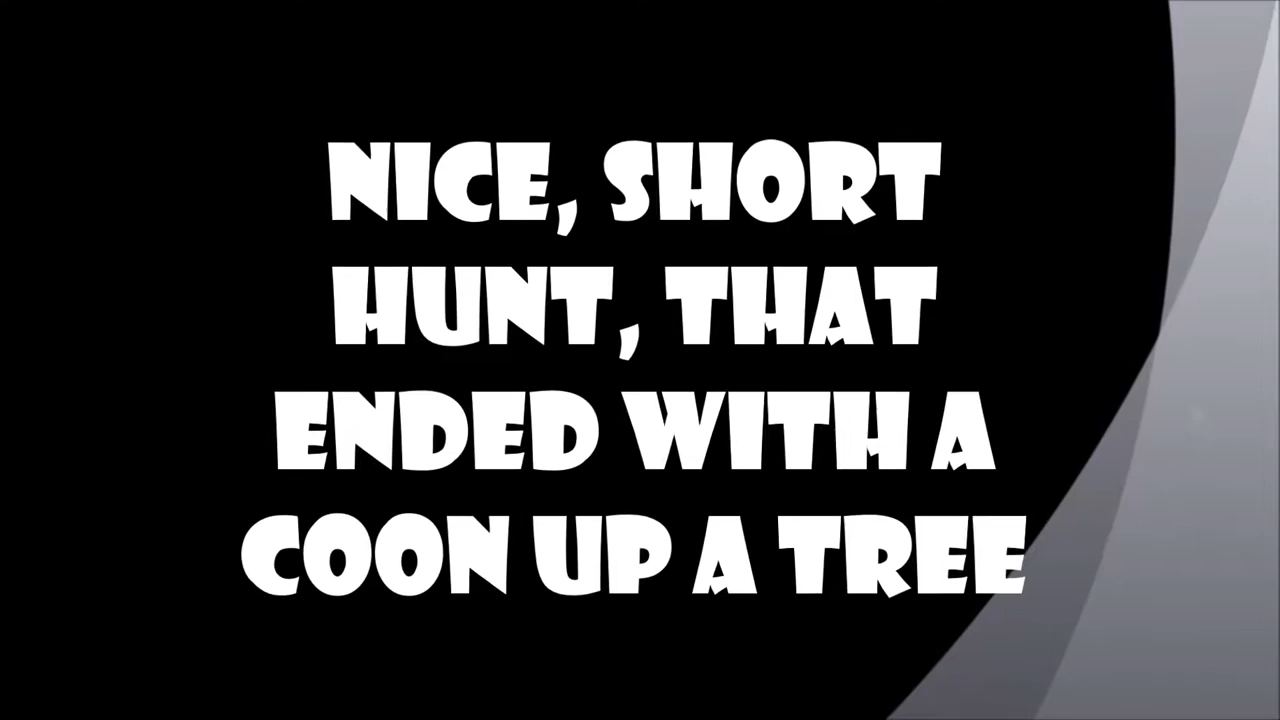 NICE, SHORT
HUNT, THAT
ENDED WITH A
COON UP A TREE